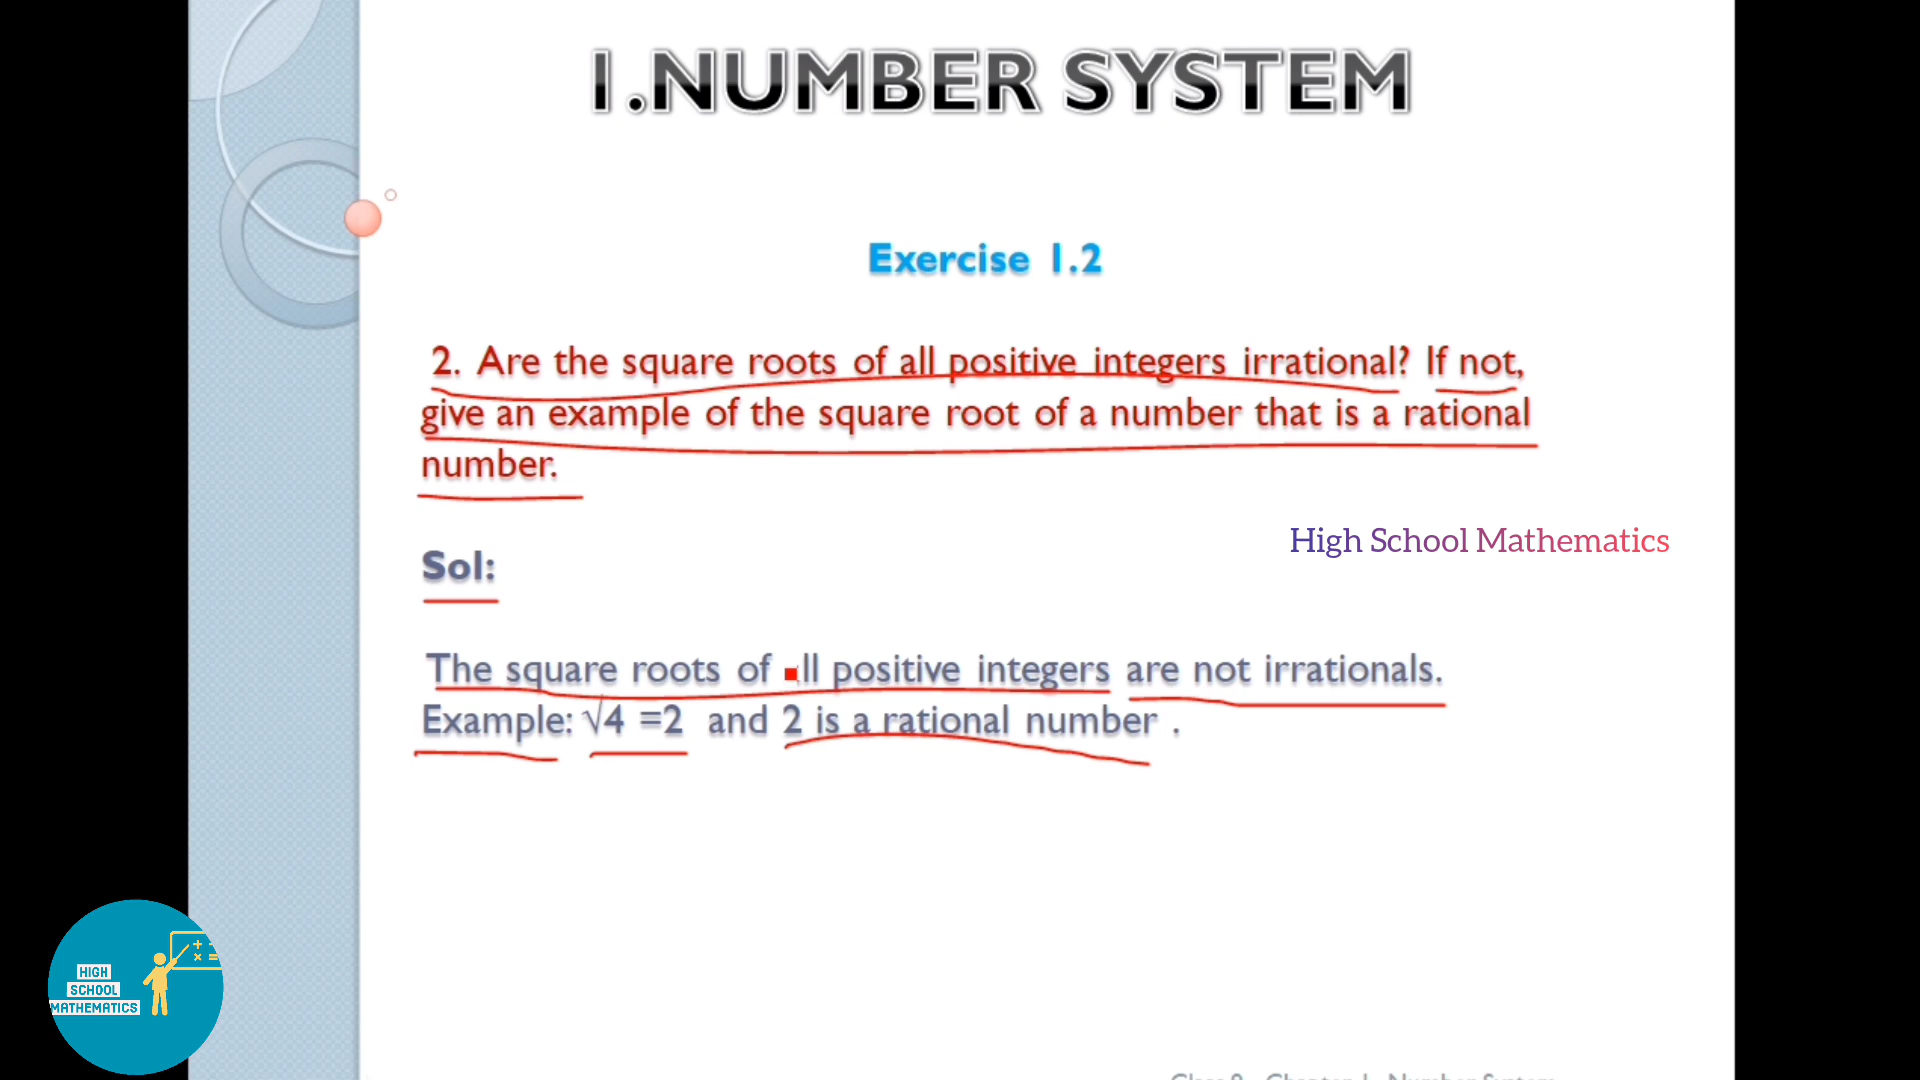 1.NUMBER SYSTEM
Exercise 1.2
2. Are the square roots of all positive integers irrational? If not,
give an example of the square root of a number that is a rational
number.
High School Mathematics
Sol:
The square roots of all positive integers are not irrationals.
Example: √4 =2 and 2 is a rational number .
HIGH
SCHOOL
MATHEMATICS